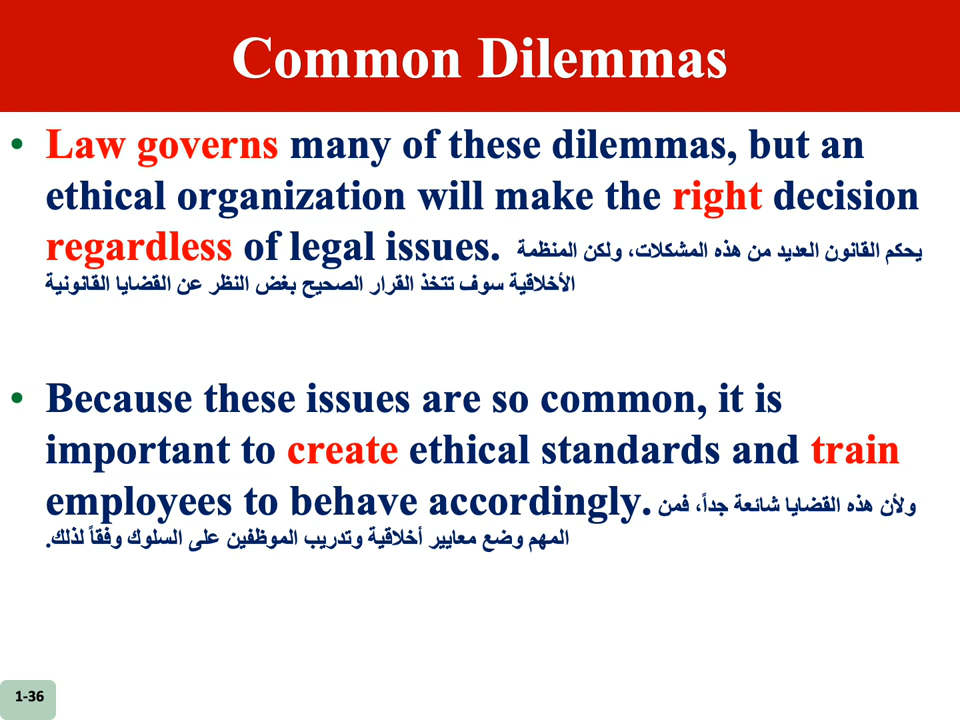 Common Dilemmas
• Law governs many of these dilemmas, but an
ethical organization will make the right decision
regardless of legal issues. يحكم القانون العديد من هذه المشكلات، ولكن المنظمة
الأخلاقية سوف تتخذ القرار الصحيح بغض النظر عن القضايا القانونية
• Because these issues are so common, it is
important to create ethical standards and train
employees to behave accordingly. ولأن هذه القضايا شائعة جداً، فمن
المهم وضع معايير أخلاقية وتدريب الموظفين على السلوك وفقاً لذلك.
1-36